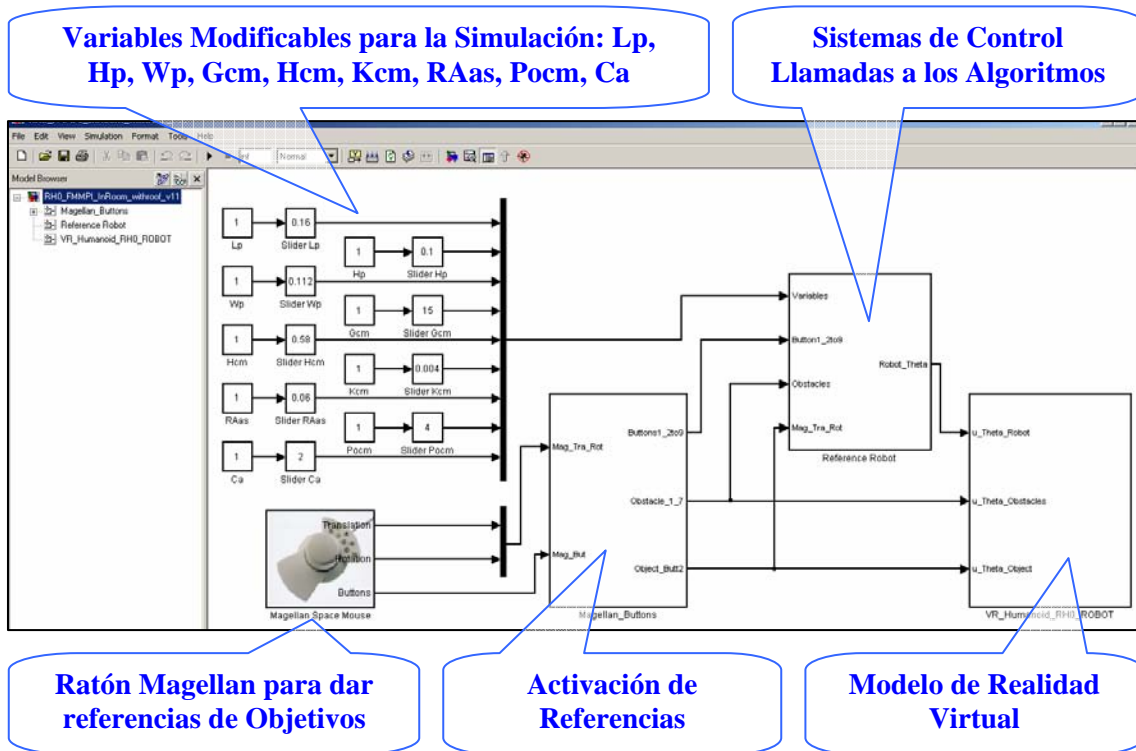 Variables Modificables para la Simulación: Lp,
Hp, Wp, Gcm, Hcm, Kcm, RAas, Pocm, Ca
Sistemas de Control
Llamadas a los Algoritmos
File Edit View Simulation Format Tools Help
inf Normal
Model Browser
RH0_FMMPI_InRoom_withroof_v11
Magellan_Buttons
Reference Robot
VR_Humanoid_RH0_ROBOT
1 0.16
Lp Slider Lp
1 0.1
Hp Slider Hp
1 0.112
Wp Slider Wp
1 15
Gcm Slider Gcm
1 0.58
Hcm Slider Hcm
1 0.004
Kcm Slider Kcm
1 0.06
RAas Slider RAas
1 4
Pocm Slider Pocm
1 2
Ca Slider Ca
Translation
Rotation
Buttons
Magellan Space Mouse
Mag_Tra_Rot
Mag_But
Buttons1_2to9
Obstacle_1_7
Object_Butt2
Magellan_Buttons
Variables
Button1_2to9
Obstacles
Mag_Tra_Rot
Robot_Theta
Reference Robot
u_Theta_Robot
u_Theta_Obstacles
u_Theta_Object
VR_Humanoid_RH0_ROBOT
Ratón Magellan para dar
referencias de Objetivos
Activación de
Referencias
Modelo de Realidad
Virtual